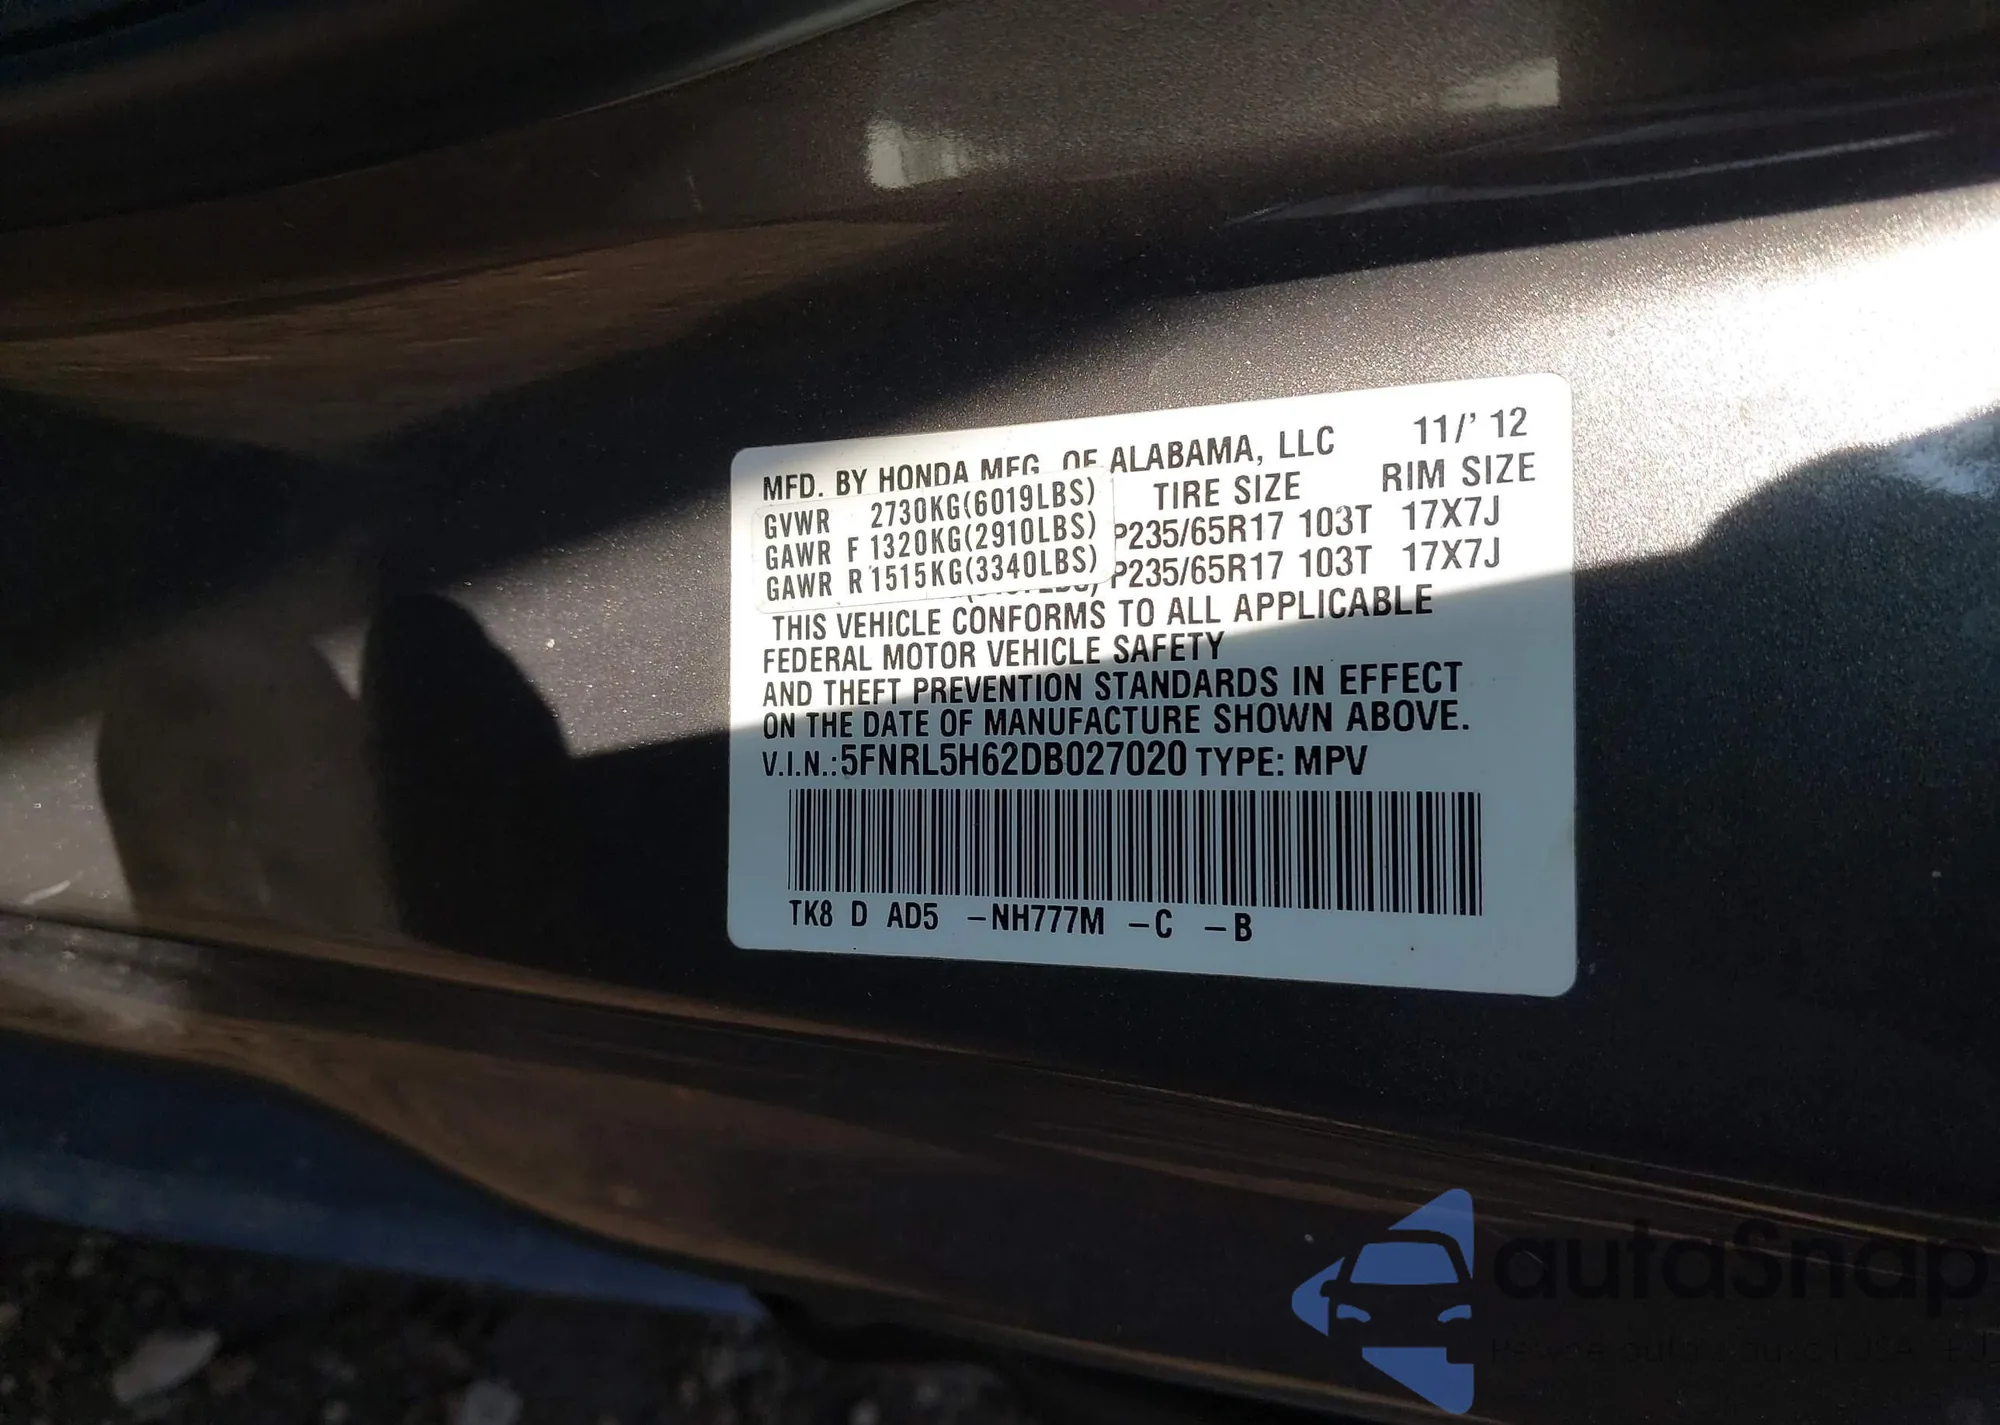 MFD. BY HONDA MFG. OF ALABAMA, LLC 11/' 12
TIRE SIZE RIM SIZE
GVWR 2730KG(6019LBS)
GAWR F 1320KG(2910LBS) P235/65R17 103T 17X7J
GAWR R 1515KG(3340LBS) P235/65R17 103T 17X7J
THIS VEHICLE CONFORMS TO ALL APPLICABLE
FEDERAL MOTOR VEHICLE SAFETY
AND THEFT PREVENTION STANDARDS IN EFFECT
ON THE DATE OF MANUFACTURE SHOWN ABOVE.
V.I.N.:5FNRL5H62DB027020 TYPE: MPV
TK8 D AD5 –NH777M –C –B
autaSnap